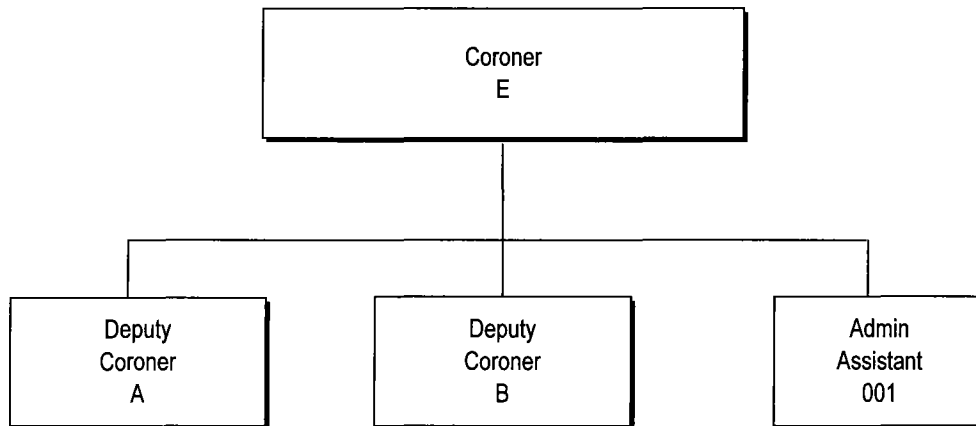 Coroner
E
Deputy
Coroner
A
Deputy
Coroner
B
Admin
Assistant
001